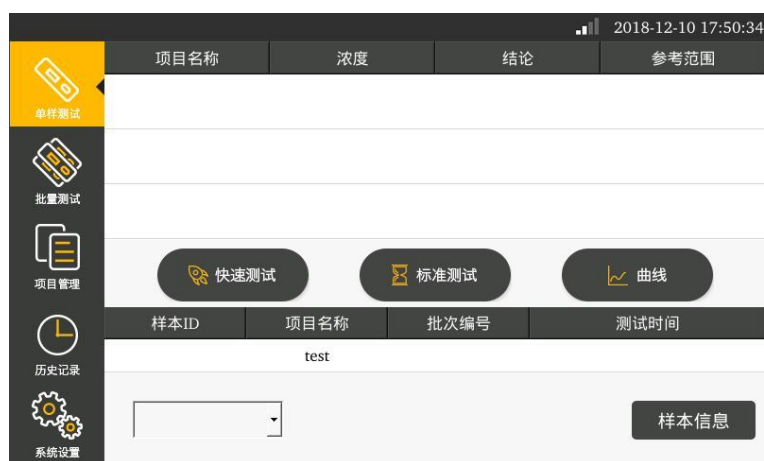 2018-12-10 17:50:34
单样测试
批量测试
项目管理
历史记录
系统设置
项目名称 浓度 结论 参考范围
快速测试 标准测试 曲线
样本ID 项目名称 批次编号 测试时间
test
样本信息